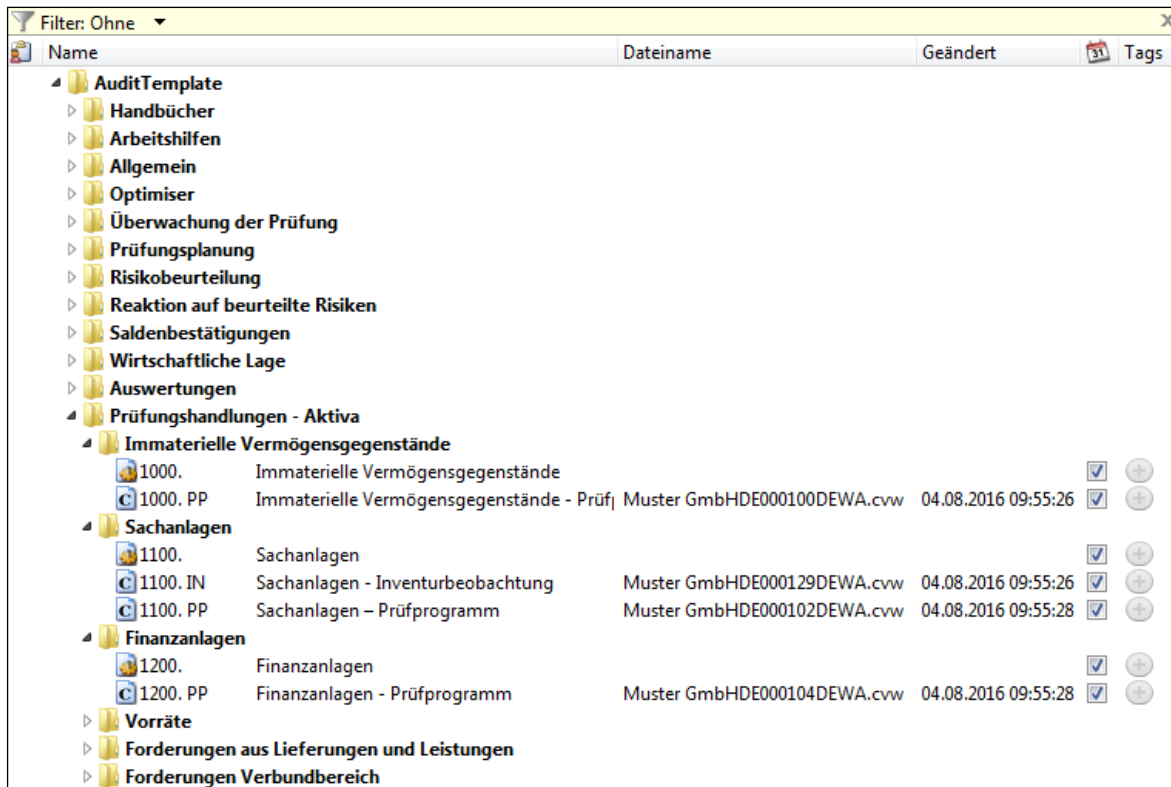 Filter: Ohne
Name Dateiname Geändert 31 Tags
AuditTemplate
Handbücher
Arbeitshilfen
Allgemein
Optimiser
Überwachung der Prüfung
Prüfungsplanung
Risikobeurteilung
Reaktion auf beurteilte Risiken
Saldenbestätigungen
Wirtschaftliche Lage
Auswertungen
Prüfungshandlungen - Aktiva
Immaterielle Vermögensgegenstände
1000. Immaterielle Vermögensgegenstände
C 1000. PP Immaterielle Vermögensgegenstände - Prüf Muster GmbHDE000100DEWA.cvw 04.08.2016 09:55:26
Sachanlagen
1100. Sachanlagen
C 1100. IN Sachanlagen - Inventurbeobachtung Muster GmbHDE000129DEWA.cvw 04.08.2016 09:55:26
C 1100. PP Sachanlagen – Prüfprogramm Muster GmbHDE000102DEWA.cvw 04.08.2016 09:55:28
Finanzanlagen
1200. Finanzanlagen
C 1200. PP Finanzanlagen - Prüfprogramm Muster GmbHDE000104DEWA.cvw 04.08.2016 09:55:28
Vorräte
Forderungen aus Lieferungen und Leistungen
Forderungen Verbundbereich